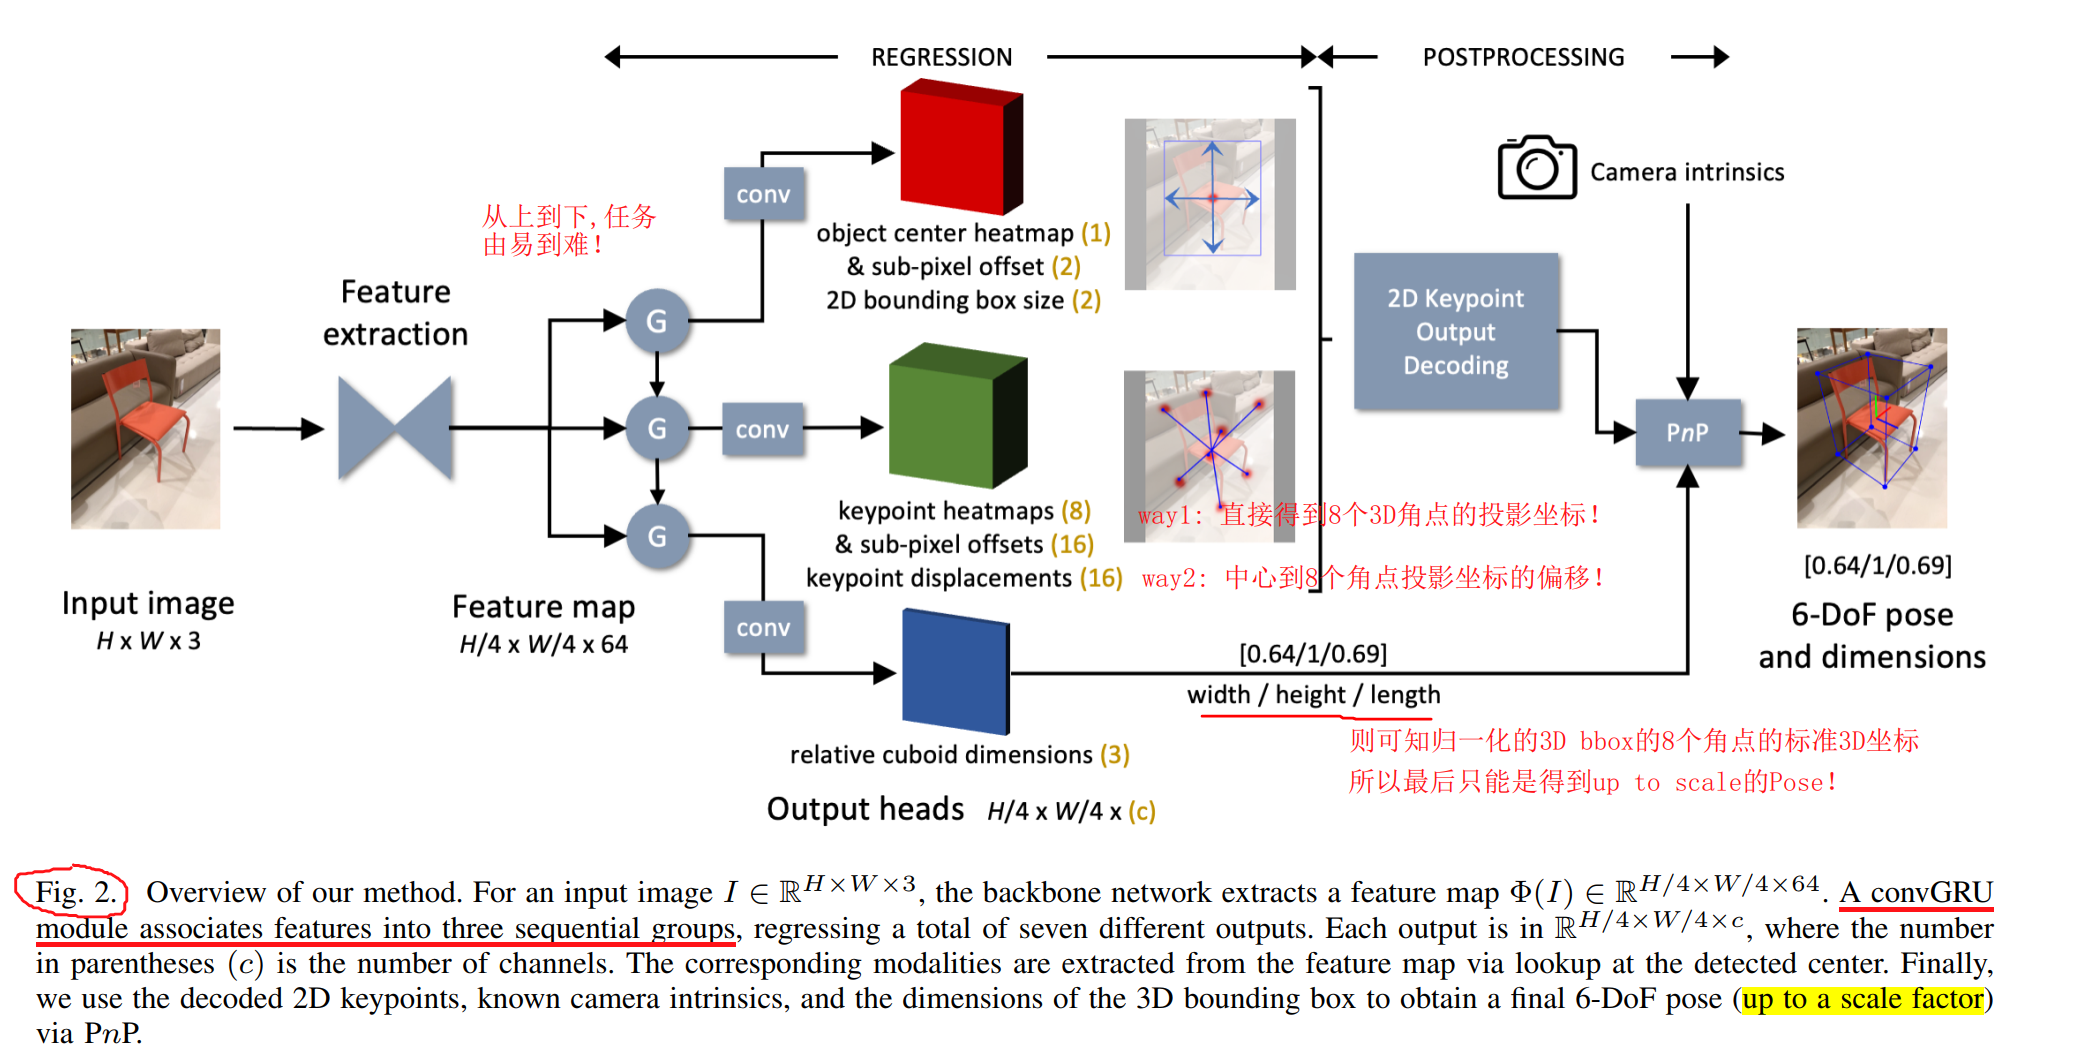 REGRESSION
POSTPROCESSING
conv
从上到下,任务
由易到难！
object center heatmap (1)
& sub-pixel offset (2)
2D bounding box size (2)
Camera intrinsics
Feature
extraction
G
2D Keypoint
Output
Decoding
G
conv
PnP
keypoint heatmaps (8)
& sub-pixel offsets (16)
keypoint displacements (16)
way1: 直接得到8个3D角点的投影坐标！
way2: 中心到8个角点投影坐标的偏移！
G
Input image
H x W x 3
Feature map
H/4 x W/4 x 64
conv
[0.64/1/0.69]
6-DoF pose
and dimensions
[0.64/1/0.69]
width / height / length
relative cuboid dimensions (3)
则可知归一化的3D bbox的8个角点的标准3D坐标
所以最后只能是得到up to scale的Pose！
Output heads H/4 x W/4 x (c)
Fig. 2. Overview of our method. For an input image I ∈ ℝ^{H×W×3}, the backbone network extracts a feature map Φ(I) ∈ ℝ^{H/4×W/4×64}. A convGRU
module associates features into three sequential groups, regressing a total of seven different outputs. Each output is in ℝ^{H/4×W/4×c}, where the number
in parentheses (c) is the number of channels. The corresponding modalities are extracted from the feature map via lookup at the detected center. Finally,
we use the decoded 2D keypoints, known camera intrinsics, and the dimensions of the 3D bounding box to obtain a final 6-DoF pose (up to a scale factor)
via PnP.